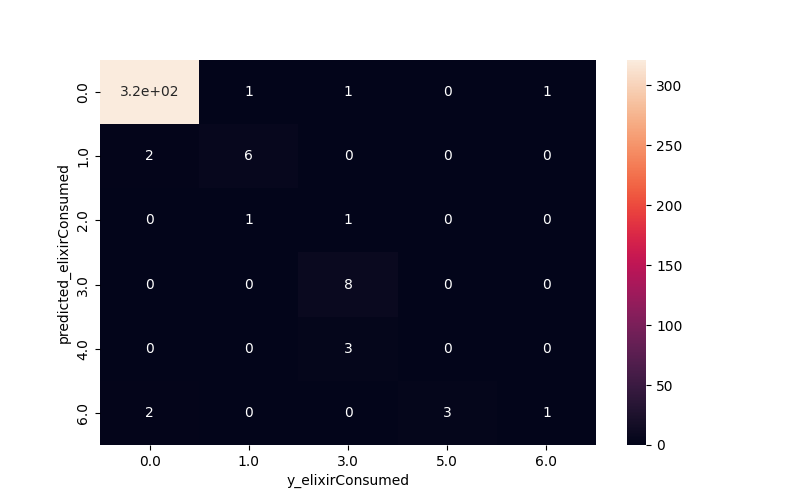 0.0 3.2e+02 1 1 0 1
1.0 2 6 0 0 0
2.0 0 1 1 0 0
3.0 0 0 8 0 0
4.0 0 0 3 0 0
6.0 2 0 0 3 1
0.0 1.0 3.0 5.0 6.0
y_elixirConsumed
predicted_elixirConsumed
300
250
200
150
100
50
0